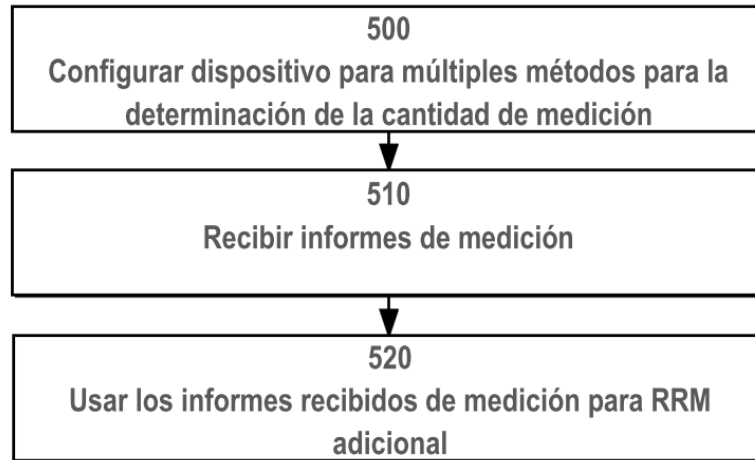 500
Configurar dispositivo para múltiples métodos para la
determinación de la cantidad de medición
510
Recibir informes de medición
520
Usar los informes recibidos de medición para RRM
adicional